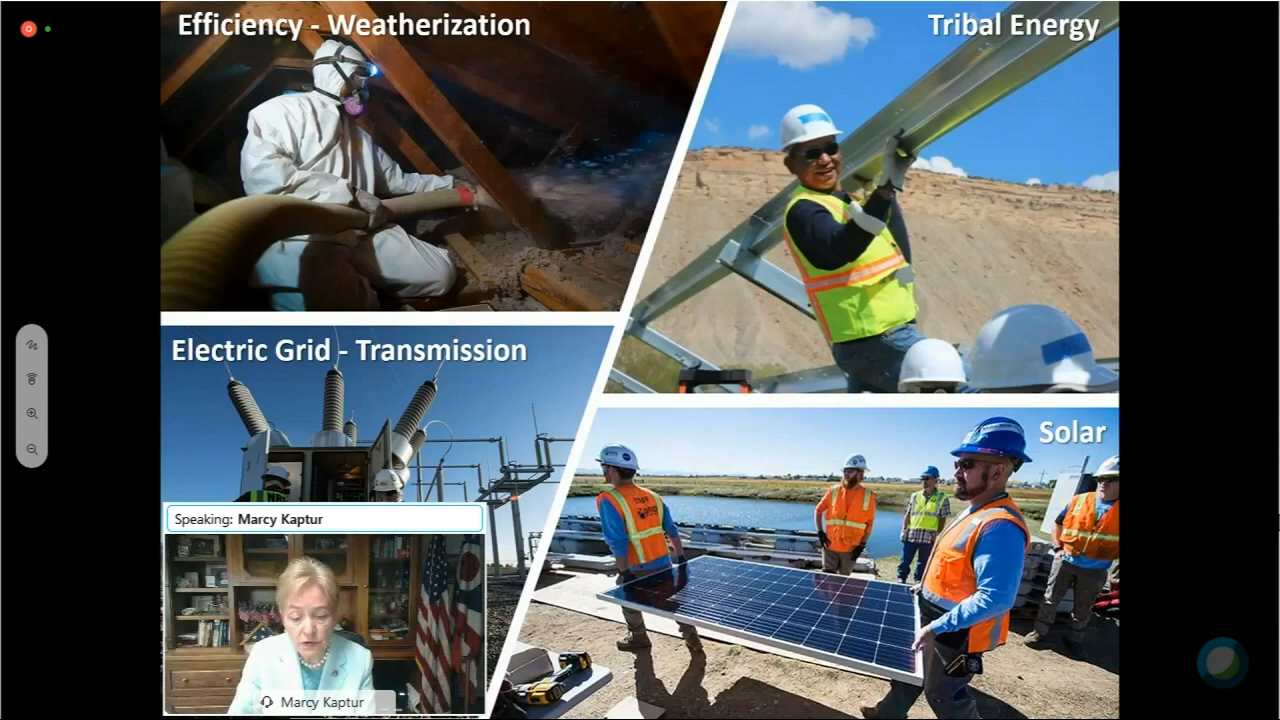 Efficiency - Weatherization
Tribal Energy
Electric Grid - Transmission
Solar
Speaking: Marcy Kaptur
Marcy Kaptur